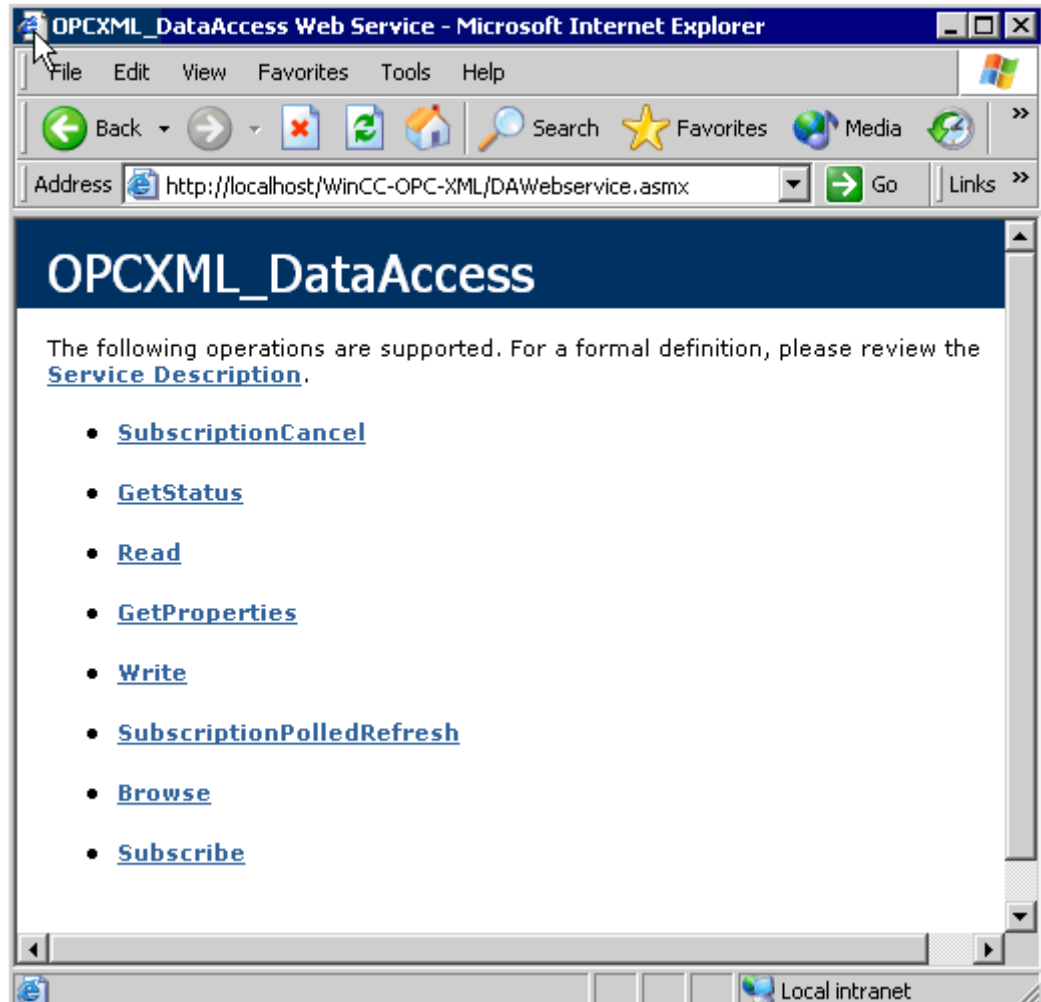 OPCXML_DataAccess Web Service - Microsoft Internet Explorer
File Edit View Favorites Tools Help
Back Search Favorites Media »
Address http://localhost/WinCC-OPC-XML/DAWebservice.asmx Go Links »
OPCXML_DataAccess
The following operations are supported. For a formal definition, please review the
Service Description.
• SubscriptionCancel
• GetStatus
• Read
• GetProperties
• Write
• SubscriptionPolledRefresh
• Browse
• Subscribe
Local intranet